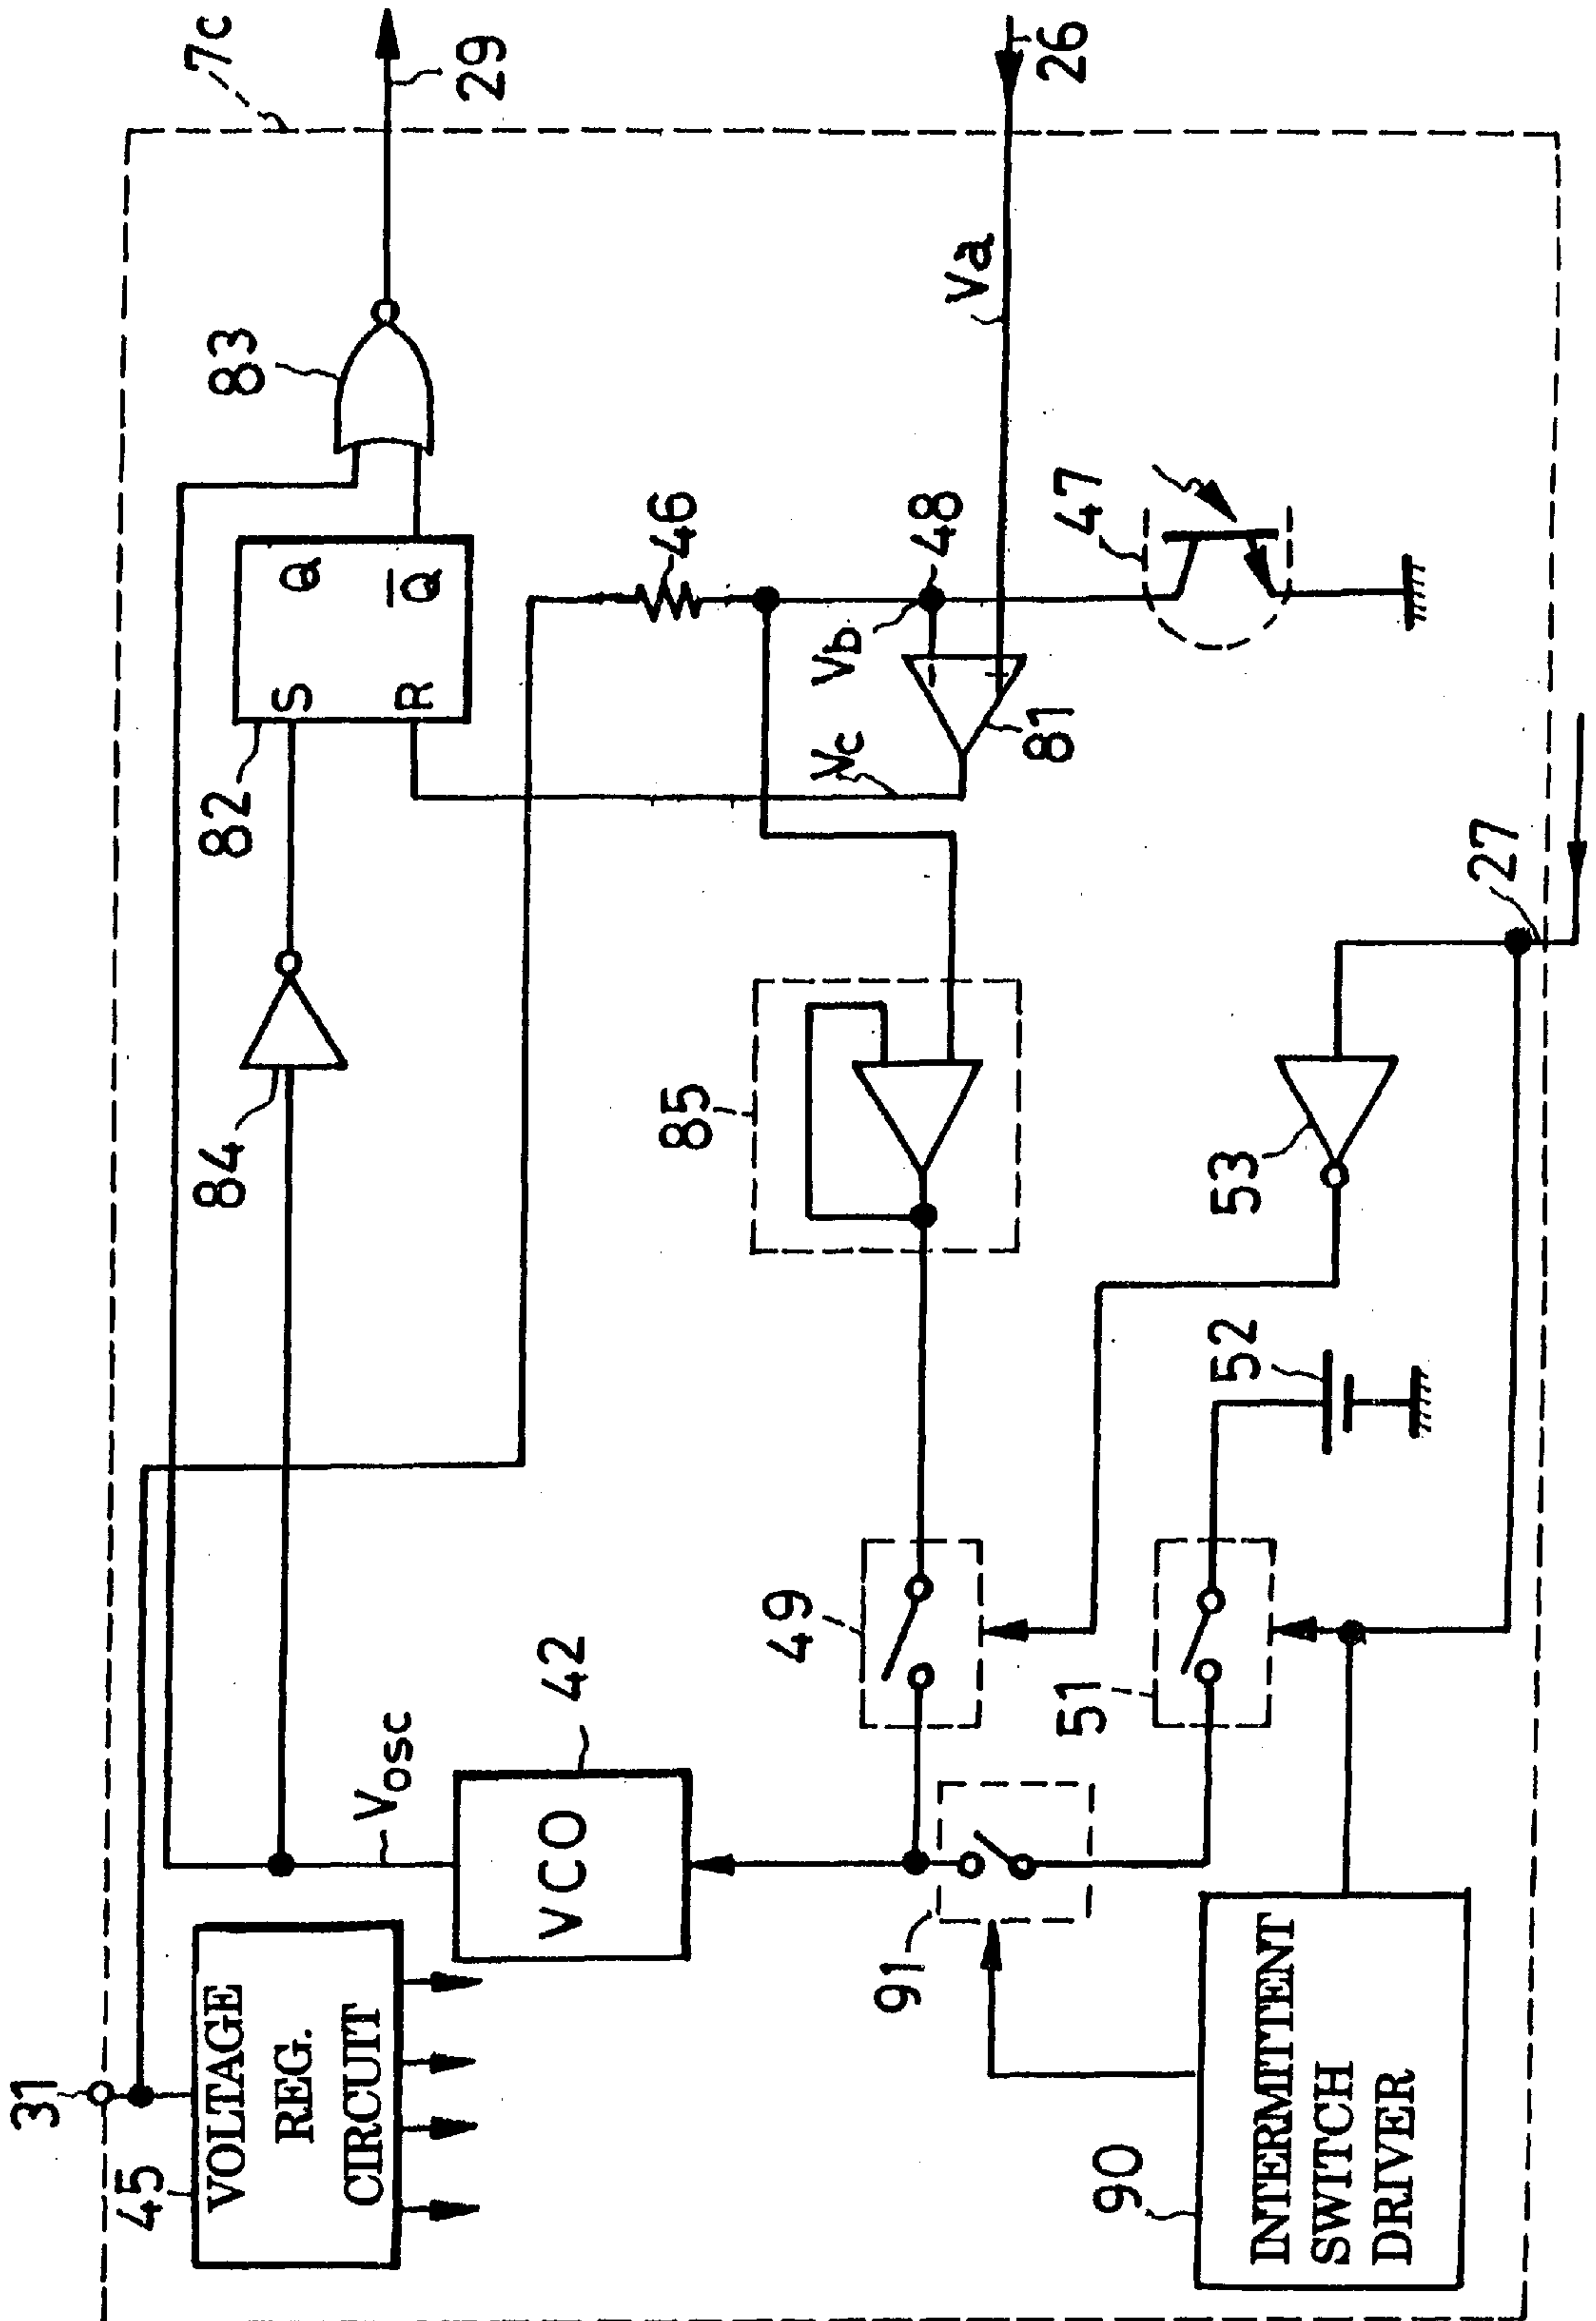 31
45
VOLTAGE
REG.
CIRCUIT
VOSC
42
VCO
84
82
S
Q
R
Q̅
83
29
7c
46
48
Vb
Vc
81
Va
26
47
85
49
91
51
52
53
27
90
INTERMITTENT
SWITCH
DRIVER